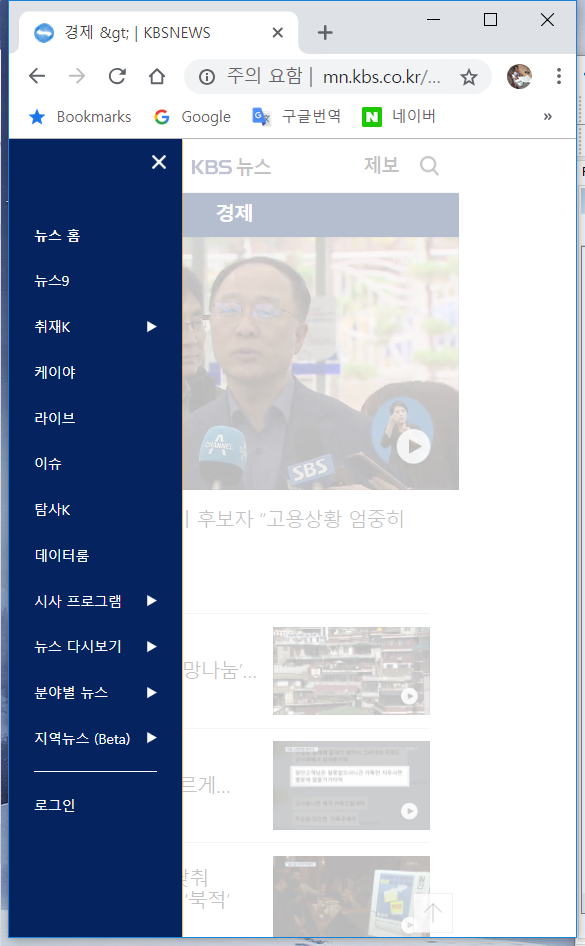 경제 &gt; | KBSNEWS
주의 요함 | mn.kbs.co.kr/...
Bookmarks Google 구글번역 네이버 »
KBS 뉴스 제보
경제
뉴스 홈
뉴스9
취재K
케이야
라이브
이슈
탐사K
데이터룸
시사 프로그램
뉴스 다시보기
분야별 뉴스
지역뉴스 (Beta)
로그인
CHANNEL
SBS
후보자 “고용상황 엄중히
망나눔’...
르게...
맞춰
‘북적’